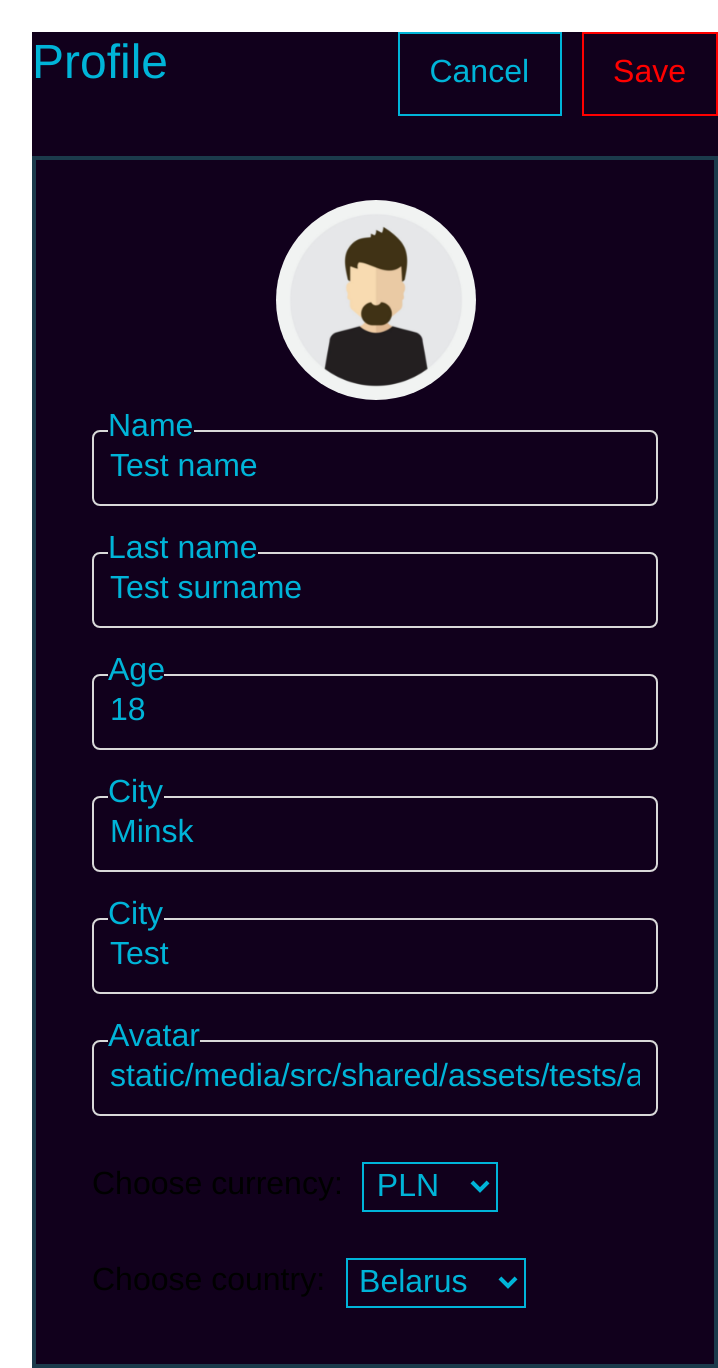 Profile
Cancel
Save
Name
Test name
Last name
Test surname
Age
18
City
Minsk
City
Test
Avatar
static/media/src/shared/assets/tests/a
Choose currency: PLN
Choose country: Belarus